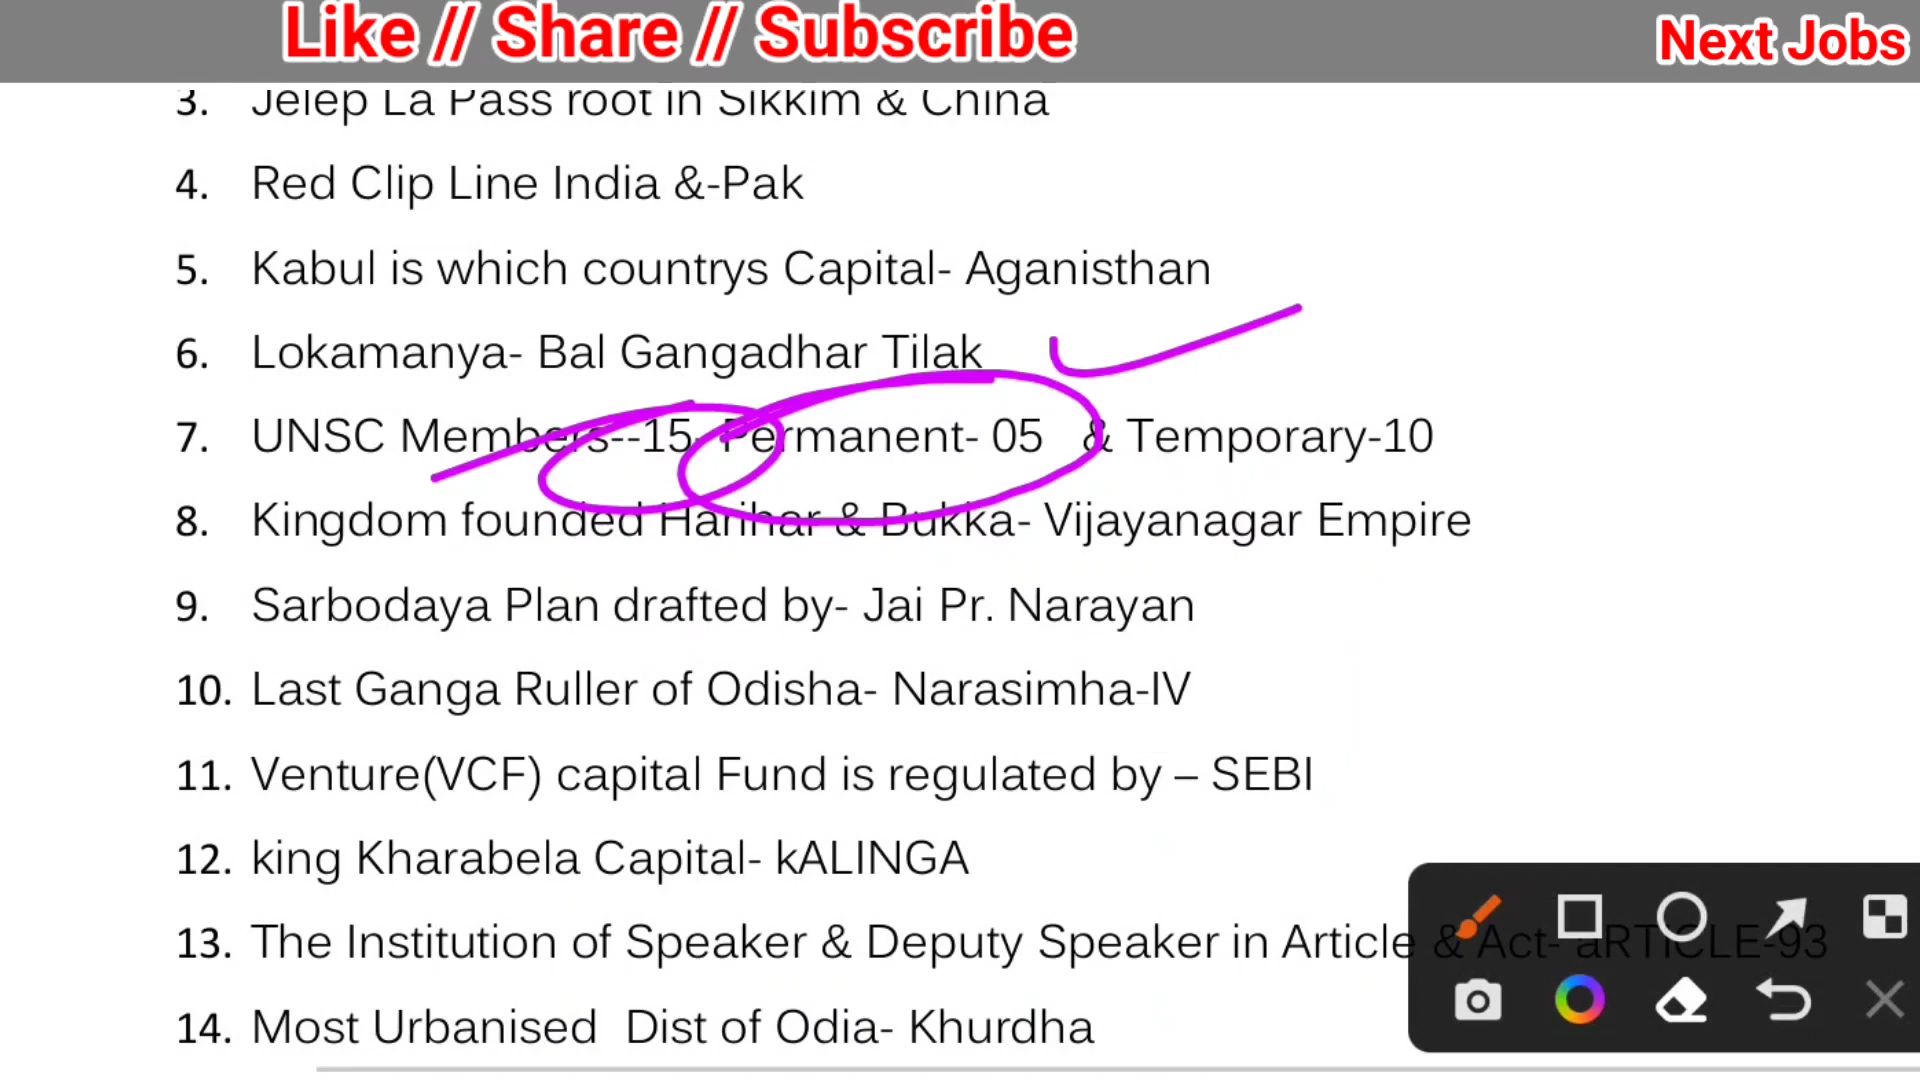 Like // Share // Subscribe
Next Jobs
3. Jelep La Pass root in Sikkim & China
4. Red Clip Line India &-Pak
5. Kabul is which countrys Capital- Aganisthan
6. Lokamanya- Bal Gangadhar Tilak
7. UNSC Members--15- Permanent- 05 & Temporary-10
8. Kingdom founded Harihar & Bukka- Vijayanagar Empire
9. Sarbodaya Plan drafted by- Jai Pr. Narayan
10. Last Ganga Ruller of Odisha- Narasimha-IV
11. Venture(VCF) capital Fund is regulated by – SEBI
12. king Kharabela Capital- kALINGA
13. The Institution of Speaker & Deputy Speaker in Article & Act- aRTICLE-93
14. Most Urbanised Dist of Odia- Khurdha